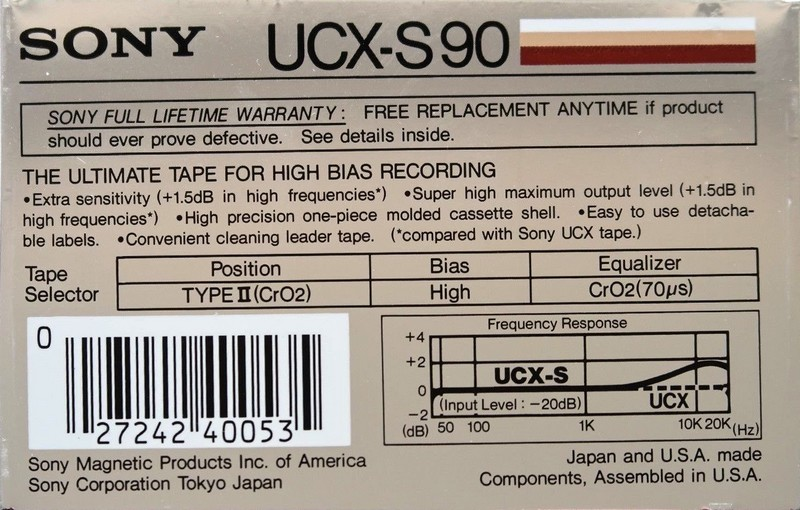 SONY UCX-S 90
SONY FULL LIFETIME WARRANTY: FREE REPLACEMENT ANYTIME if product
should ever prove defective. See details inside.
THE ULTIMATE TAPE FOR HIGH BIAS RECORDING
•Extra sensitivity (+1.5dB in high frequencies*) •Super high maximum output level (+1.5dB in
high frequencies*) •High precision one-piece molded cassette shell. •Easy to use detacha-
ble labels. •Convenient cleaning leader tape. (*compared with Sony UCX tape.)
Tape Selector
Position Bias Equalizer
TYPE II (CrO2) High CrO2(70µs)
0
27242 40053
Frequency Response
+4
+2
0
−2
(dB) 50 100 1K 10K 20K (Hz)
UCX-S
(Input Level : −20dB) UCX
Sony Magnetic Products Inc. of America
Sony Corporation Tokyo Japan
Japan and U.S.A. made
Components, Assembled in U.S.A.